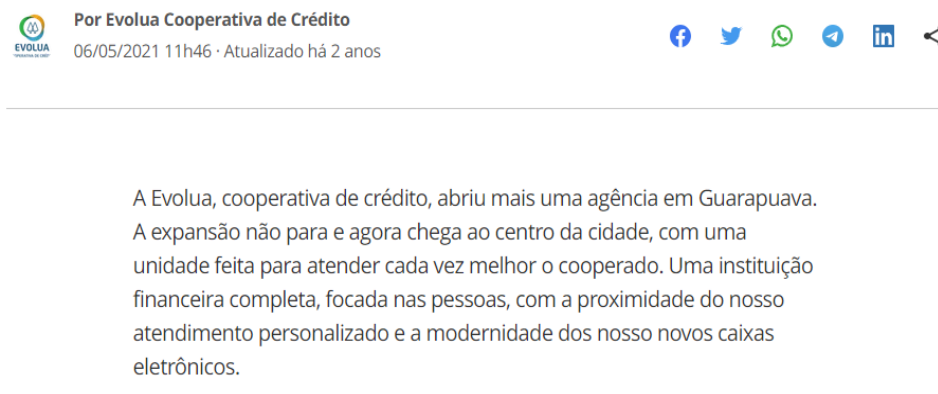 Por Evolua Cooperativa de Crédito
EVOLUA
06/05/2021 11h46 · Atualizado há 2 anos
A Evolua, cooperativa de crédito, abriu mais uma agência em Guarapuava.
A expansão não para e agora chega ao centro da cidade, com uma
unidade feita para atender cada vez melhor o cooperado. Uma instituição
financeira completa, focada nas pessoas, com a proximidade do nosso
atendimento personalizado e a modernidade dos nosso novos caixas
eletrônicos.